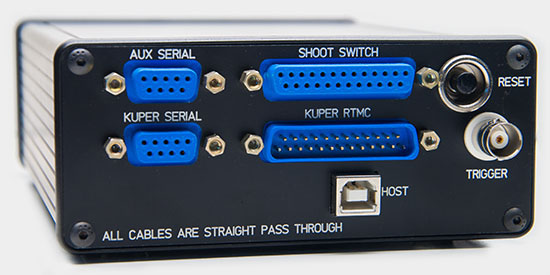 AUX SERIAL
SHOOT SWITCH
RESET
KUPER SERIAL
KUPER RTMC
TRIGGER
HOST
ALL CABLES ARE STRAIGHT PASS THROUGH